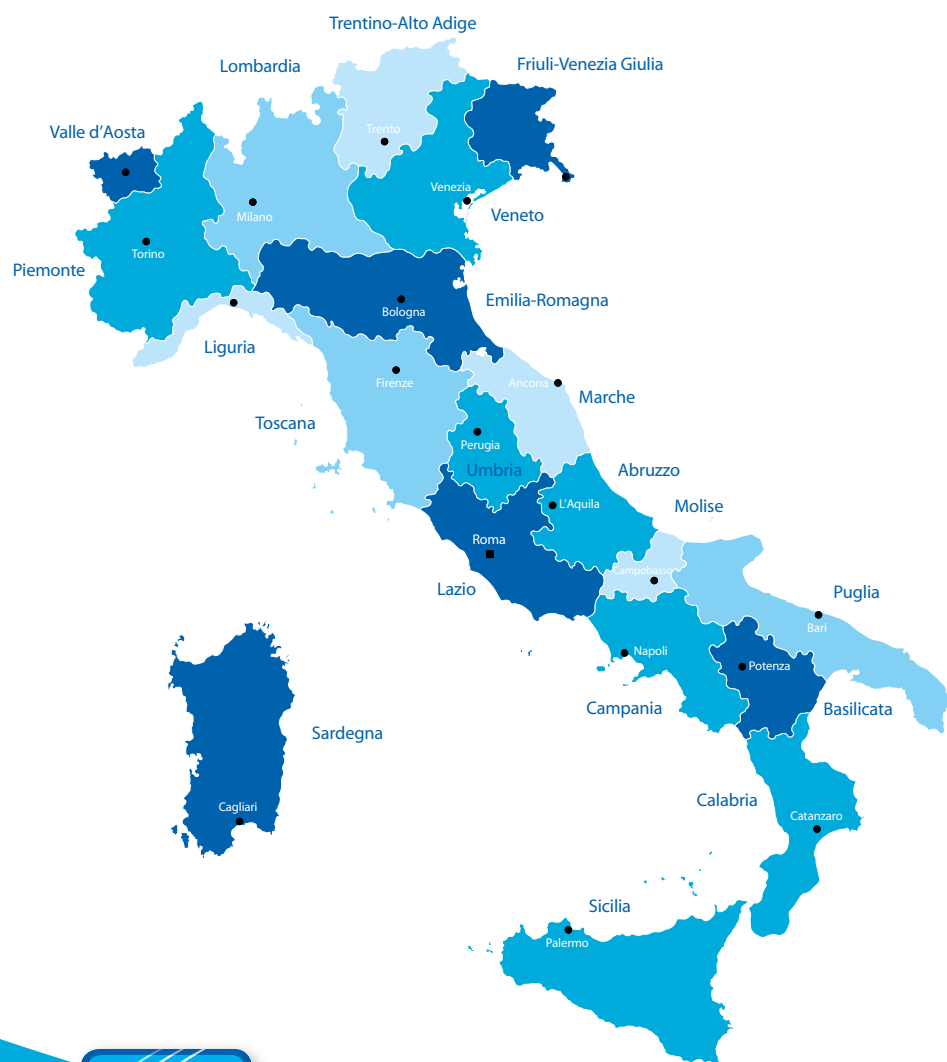 Trentino-Alto Adige
Lombardia
Friuli-Venezia Giulia
Valle d'Aosta
Trento
Venezia
Veneto
Milano
Torino
Piemonte
Emilia-Romagna
Bologna
Liguria
Firenze
Ancona
Marche
Toscana
Perugia
Umbria
Abruzzo
L'Aquila
Molise
Roma
Campobasso
Lazio
Puglia
Bari
Napoli
Potenza
Campania
Basilicata
Sardegna
Calabria
Cagliari
Catanzaro
Sicilia
Palermo